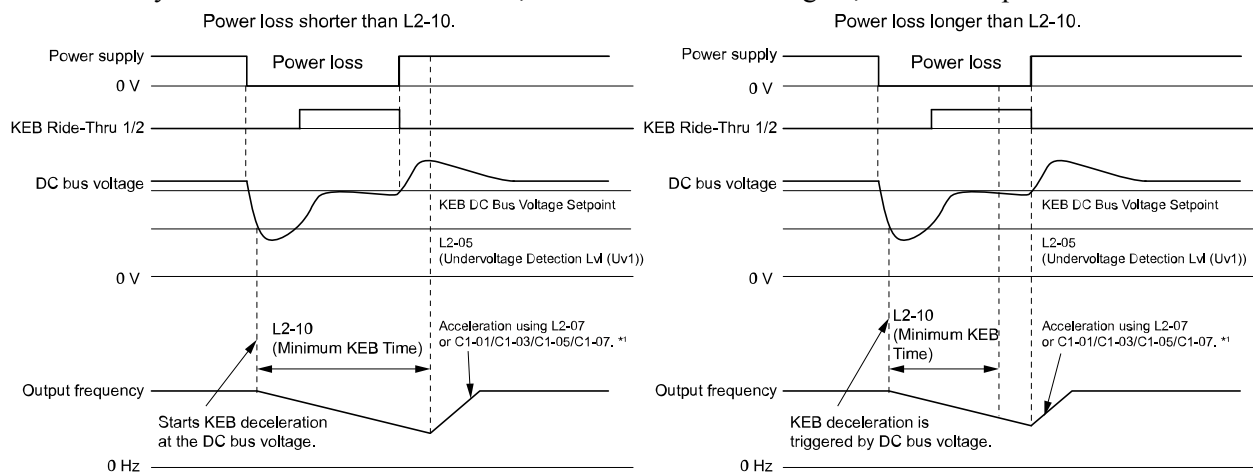 Power loss shorter than L2-10.
Power supply
Power loss
0 V
KEB Ride-Thru 1/2
DC bus voltage
KEB DC Bus Voltage Setpoint
L2-05
(Undervoltage Detection Lvl (Uv1))
0 V
L2-10
(Minimum KEB Time)
Acceleration using L2-07
or C1-01/C1-03/C1-05/C1-07. *1
Output frequency
Starts KEB deceleration
at the DC bus voltage.
0 Hz
Power loss longer than L2-10.
Power supply
Power loss
0 V
KEB Ride-Thru 1/2
DC bus voltage
KEB DC Bus Voltage Setpoint
L2-05
(Undervoltage Detection Lvl (Uv1))
0 V
L2-10
(Minimum KEB
Time)
Acceleration using L2-07
or C1-01/C1-03/C1-05/C1-07. *1
Output frequency
KEB deceleration is
triggered by DC bus voltage.
0 Hz